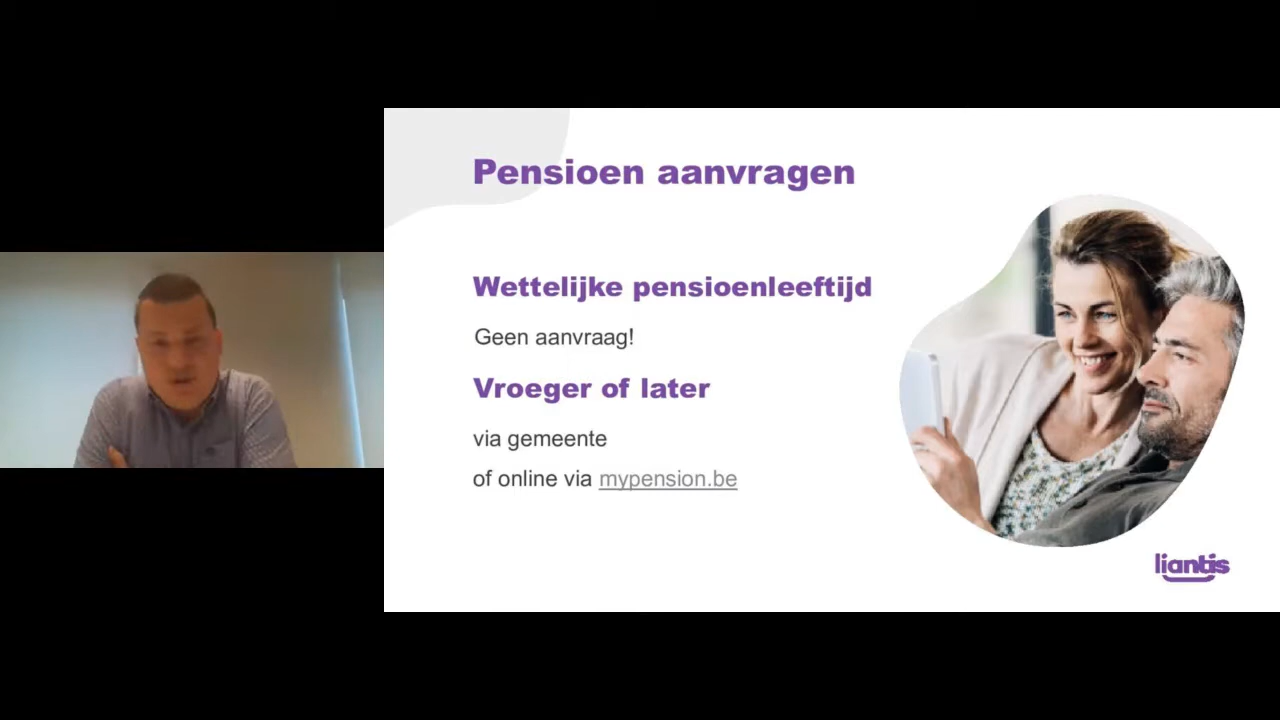 Pensioen aanvragen
Wettelijke pensioenleeftijd
Geen aanvraag!
Vroeger of later
via gemeente
of online via mypension.be
liantis